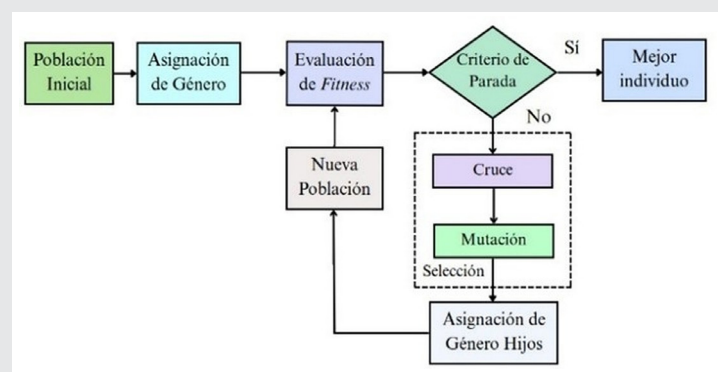 Población
Inicial
Asignación
de Género
Evaluación
de Fitness
Criterio de
Parada
Sí
Mejor
individuo
No
Cruce
Mutación
Selección
Asignación de
Género Hijos
Nueva
Población